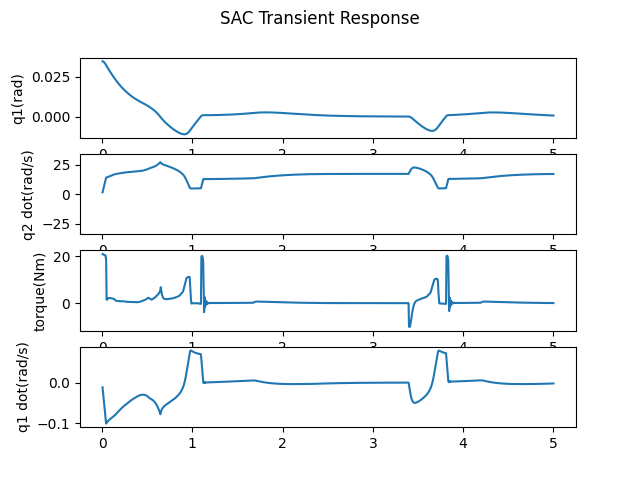 SAC Transient Response
q1(rad)
0.025
0.000
0 1 2 3 4 5
q2 dot(rad/s)
25
0
−25
0 1 2 3 4 5
torque(Nm)
20
0
0 1 2 3 4 5
q1 dot(rad/s)
0.0
−0.1
0 1 2 3 4 5